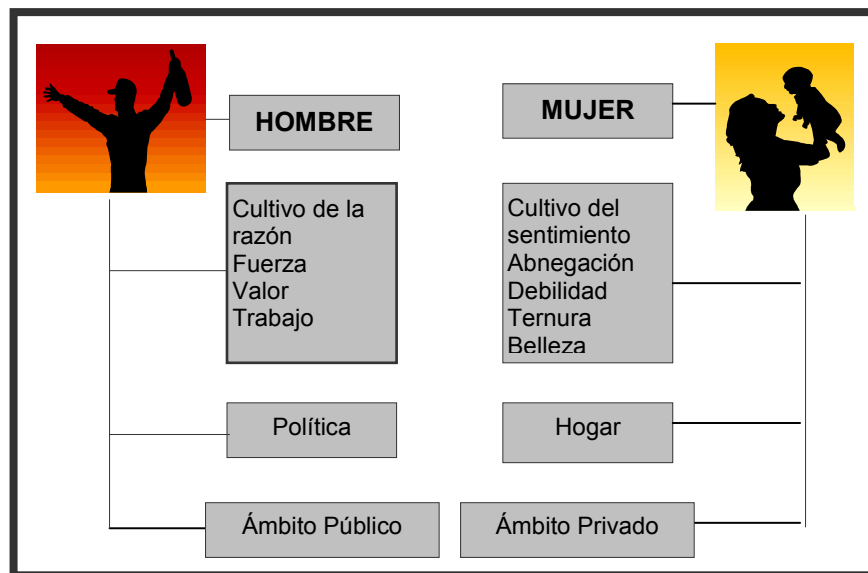 HOMBRE
MUJER
Cultivo de la
razón
Fuerza
Valor
Trabajo
Cultivo del
sentimiento
Abnegación
Debilidad
Ternura
Belleza
Política
Hogar
Ámbito Público
Ámbito Privado